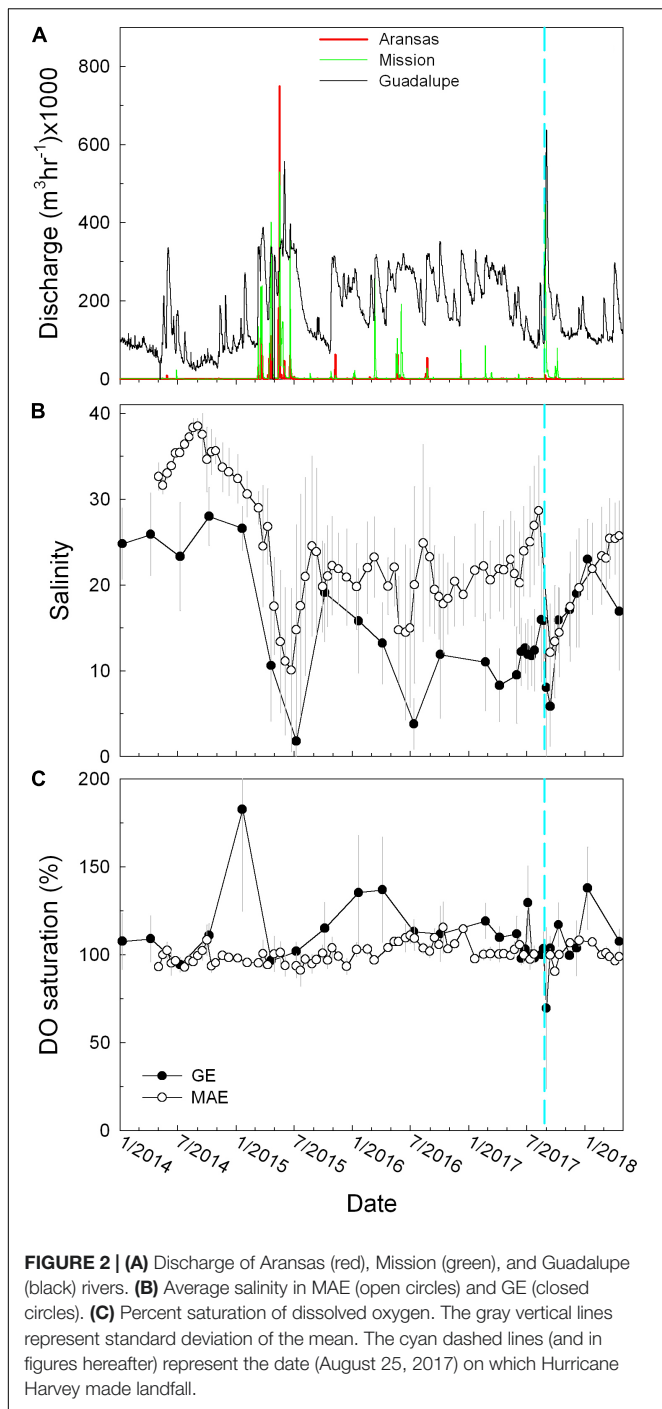 A
Aransas
Mission
Guadalupe
Discharge (m³hr⁻¹)x1000
800
600
400
200
0
B
Salinity
40
30
20
10
0
C
DO saturation (%)
200
150
100
50
0
GE
MAE
1/2014
7/2014
1/2015
7/2015
1/2016
7/2016
1/2017
7/2017
1/2018
Date
FIGURE 2 | (A) Discharge of Aransas (red), Mission (green), and Guadalupe
(black) rivers. (B) Average salinity in MAE (open circles) and GE (closed
circles). (C) Percent saturation of dissolved oxygen. The gray vertical lines
represent standard deviation of the mean. The cyan dashed lines (and in
figures hereafter) represent the date (August 25, 2017) on which Hurricane
Harvey made landfall.